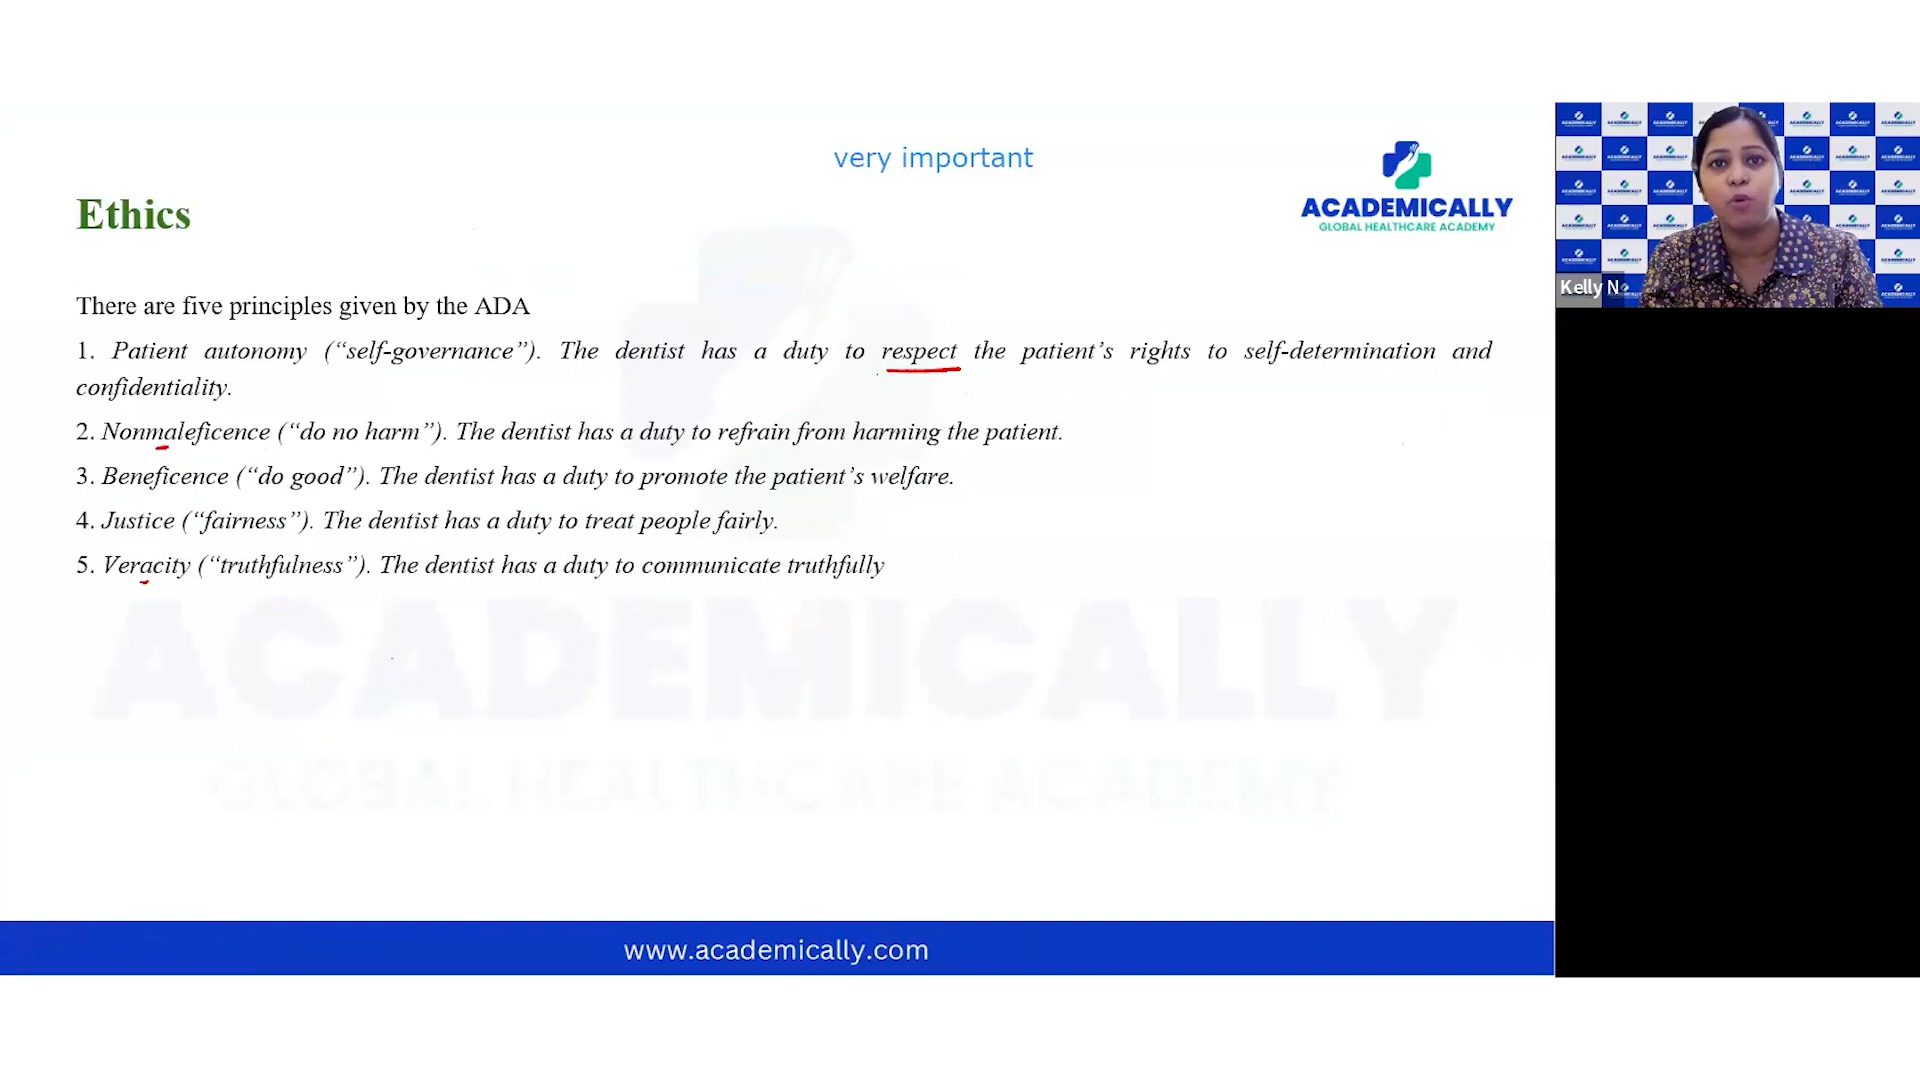 very important
ACADEMICALLY
GLOBAL HEALTHCARE ACADEMY
Ethics
There are five principles given by the ADA
1. Patient autonomy (“self-governance”). The dentist has a duty to respect the patient’s rights to self-determination and
confidentiality.
2. Nonmaleficence (“do no harm”). The dentist has a duty to refrain from harming the patient.
3. Beneficence (“do good”). The dentist has a duty to promote the patient’s welfare.
4. Justice (“fairness”). The dentist has a duty to treat people fairly.
5. Veracity (“truthfulness”). The dentist has a duty to communicate truthfully
ACADEMICALLY
GLOBAL HEALTHCARE ACADEMY
www.academically.com
Kelly N